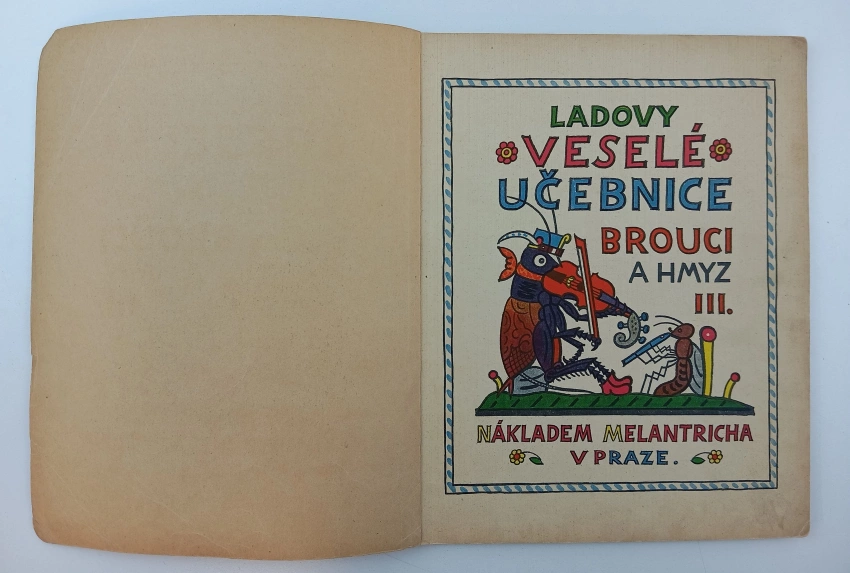 LADOVY
VESELÉ
UČEBNICE
BROUCI
A HMYZ
III.
NÁKLADEM MELANTRICHA
V PRAZE.